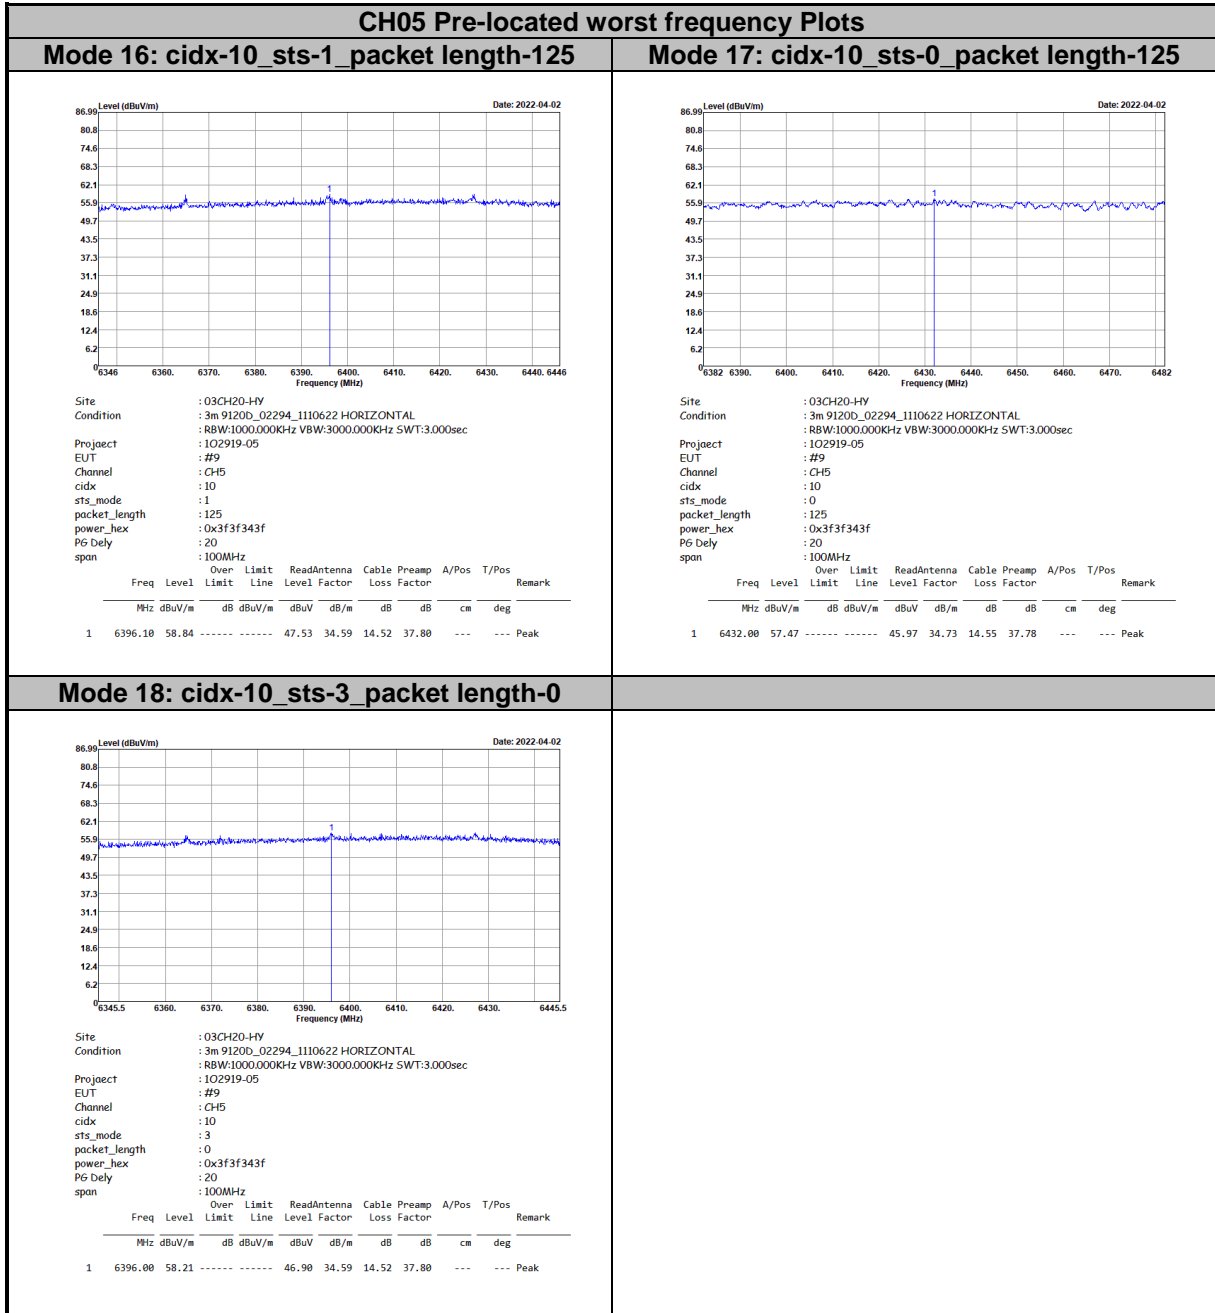 CH05 Pre-located worst frequency Plots
Mode 16: cidx-10_sts-1_packet length-125
Level (dBuV/m) Date: 2022-04-02
86.99
80.8
74.6
68.3
62.1
55.9
49.7
43.5
37.3
31.1
24.9
18.6
12.4
6.2
0
1
6346 6360. 6370. 6380. 6390. 6400. 6410. 6420. 6430. 6440. 6446
Frequency (MHz)
Site : 03CH20-HY
Condition : 3m 9120D_02294_1110622 HORIZONTAL
: RBW:1000.000KHz VBW:3000.000KHz SWT:3.000sec
Projaect : 102919-05
EUT : #9
Channel : CH5
cidx : 10
sts_mode : 1
packet_length : 125
power_hex : 0x3f3f343f
PG Dely : 20
span : 100MHz
Over Limit ReadAntenna Cable Preamp A/Pos T/Pos
Freq Level Limit Line Level Factor Loss Factor Remark
MHz dBuV/m dB dBuV/m dBuV dB/m dB dB cm deg
1 6396.10 58.84 ------ ------ 47.53 34.59 14.52 37.80 --- --- Peak
Mode 17: cidx-10_sts-0_packet length-125
Level (dBuV/m) Date: 2022-04-02
86.99
80.8
74.6
68.3
62.1
55.9
49.7
43.5
37.3
31.1
24.9
18.6
12.4
6.2
0
1
6382 6390. 6400. 6410. 6420. 6430. 6440. 6450. 6460. 6470. 6482
Frequency (MHz)
Site : 03CH20-HY
Condition : 3m 9120D_02294_1110622 HORIZONTAL
: RBW:1000.000KHz VBW:3000.000KHz SWT:3.000sec
Projaect : 102919-05
EUT : #9
Channel : CH5
cidx : 10
sts_mode : 0
packet_length : 125
power_hex : 0x3f3f343f
PG Dely : 20
span : 100MHz
Over Limit ReadAntenna Cable Preamp A/Pos T/Pos
Freq Level Limit Line Level Factor Loss Factor Remark
MHz dBuV/m dB dBuV/m dBuV dB/m dB dB cm deg
1 6432.00 57.47 ------ ------ 45.97 34.73 14.55 37.78 --- --- Peak
Mode 18: cidx-10_sts-3_packet length-0
Level (dBuV/m) Date: 2022-04-02
86.99
80.8
74.6
68.3
62.1
55.9
49.7
43.5
37.3
31.1
24.9
18.6
12.4
6.2
0
1
6345.5 6360. 6370. 6380. 6390. 6400. 6410. 6420. 6430. 6445.5
Frequency (MHz)
Site : 03CH20-HY
Condition : 3m 9120D_02294_1110622 HORIZONTAL
: RBW:1000.000KHz VBW:3000.000KHz SWT:3.000sec
Projaect : 102919-05
EUT : #9
Channel : CH5
cidx : 10
sts_mode : 3
packet_length : 0
power_hex : 0x3f3f343f
PG Dely : 20
span : 100MHz
Over Limit ReadAntenna Cable Preamp A/Pos T/Pos
Freq Level Limit Line Level Factor Loss Factor Remark
MHz dBuV/m dB dBuV/m dBuV dB/m dB dB cm deg
1 6396.00 58.21 ------ ------ 46.90 34.59 14.52 37.80 --- --- Peak